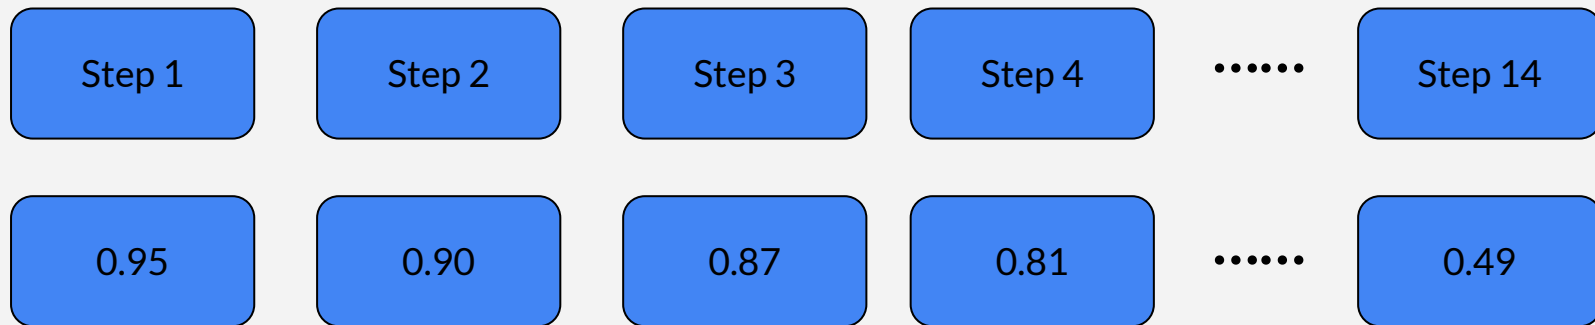 Step 1 Step 2 Step 3 Step 4 ...... Step 14
0.95 0.90 0.87 0.81 ...... 0.49